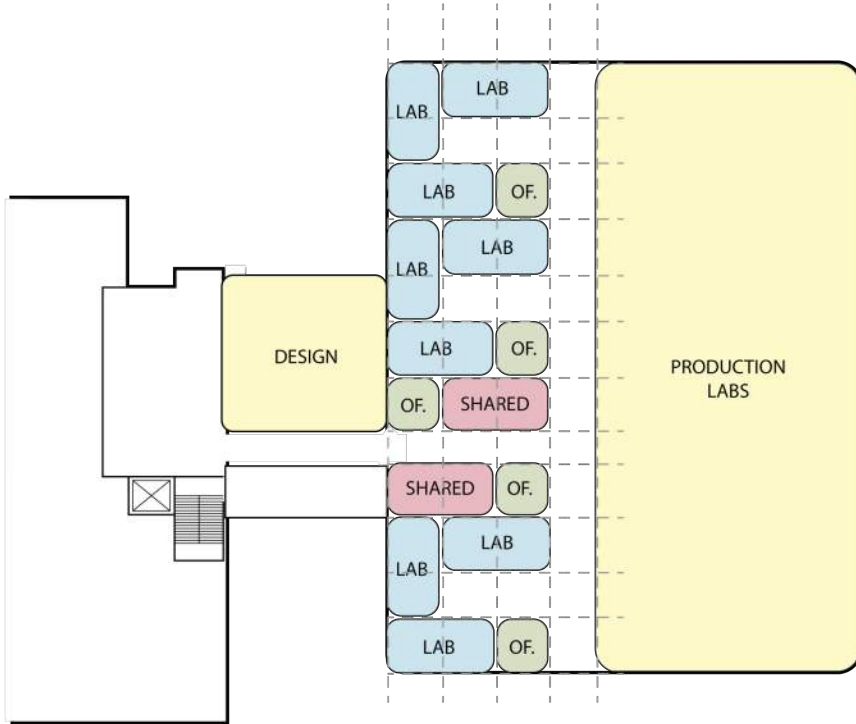 LAB
LAB
LAB
OF.
LAB
LAB
DESIGN
LAB
OF.
OF.
SHARED
PRODUCTION
LABS
SHARED
OF.
LAB
LAB
LAB
OF.